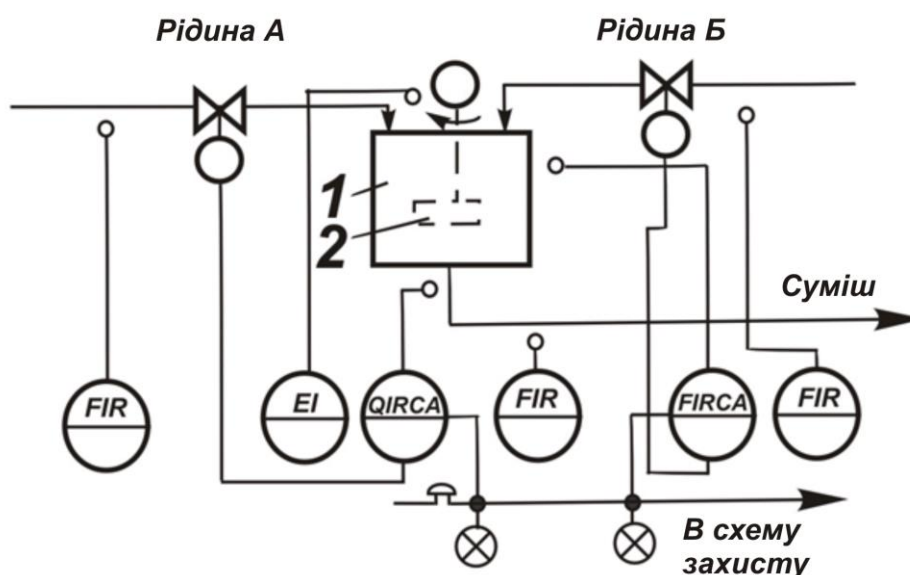 Рідина А
Рідина Б
1
2
Суміш
FIR
EI
QIRCA
FIR
FIRCA
FIR
В схему
захисту